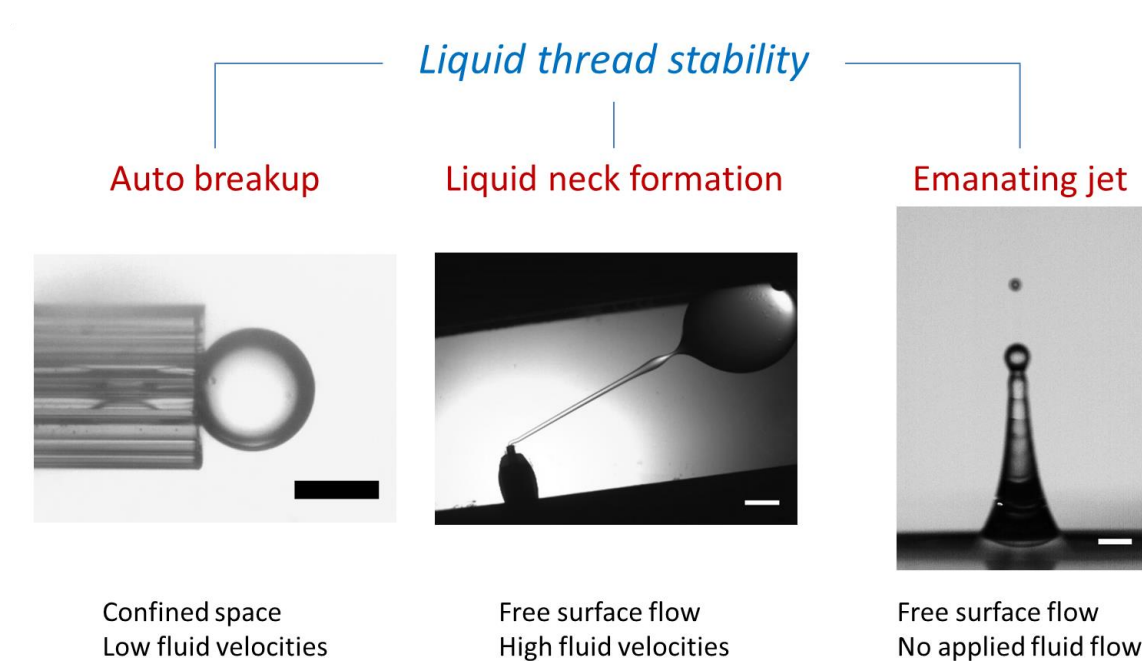 Liquid thread stability
Auto breakup
Liquid neck formation
Emanating jet
Confined space
Low fluid velocities
Free surface flow
High fluid velocities
Free surface flow
No applied fluid flow